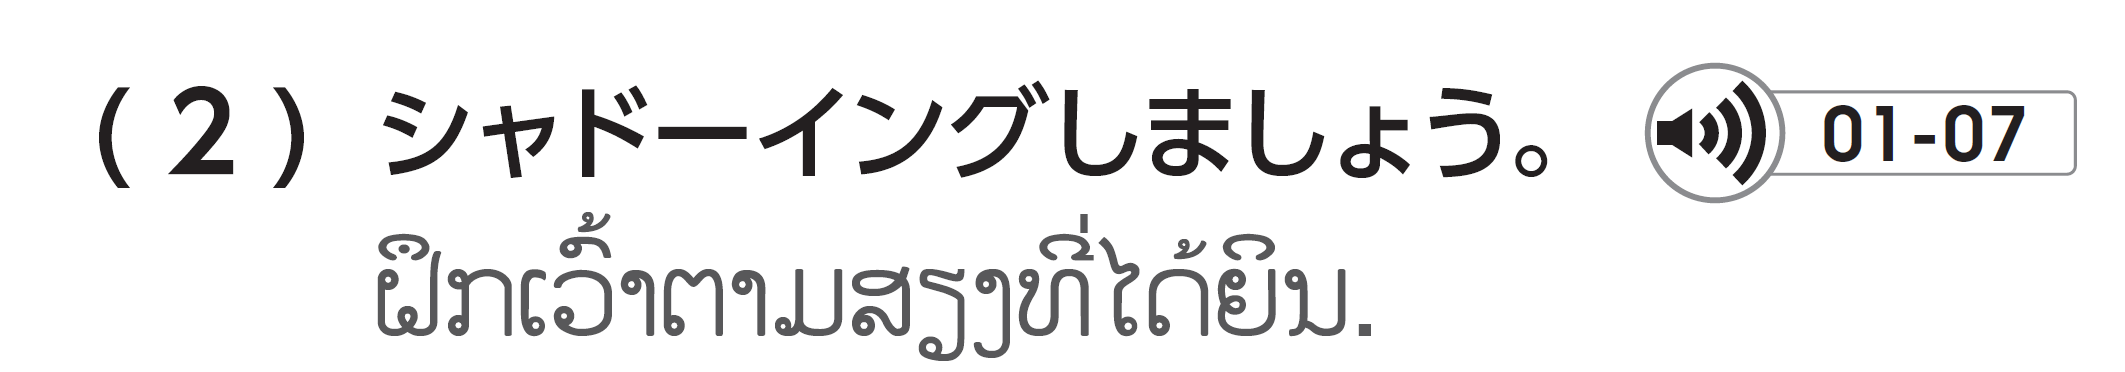 (2) シャドーイングしましょう。 01-07
ຝຶກເວົ້າຕາມສຽງທີ່ໄດ້ຍິນ.